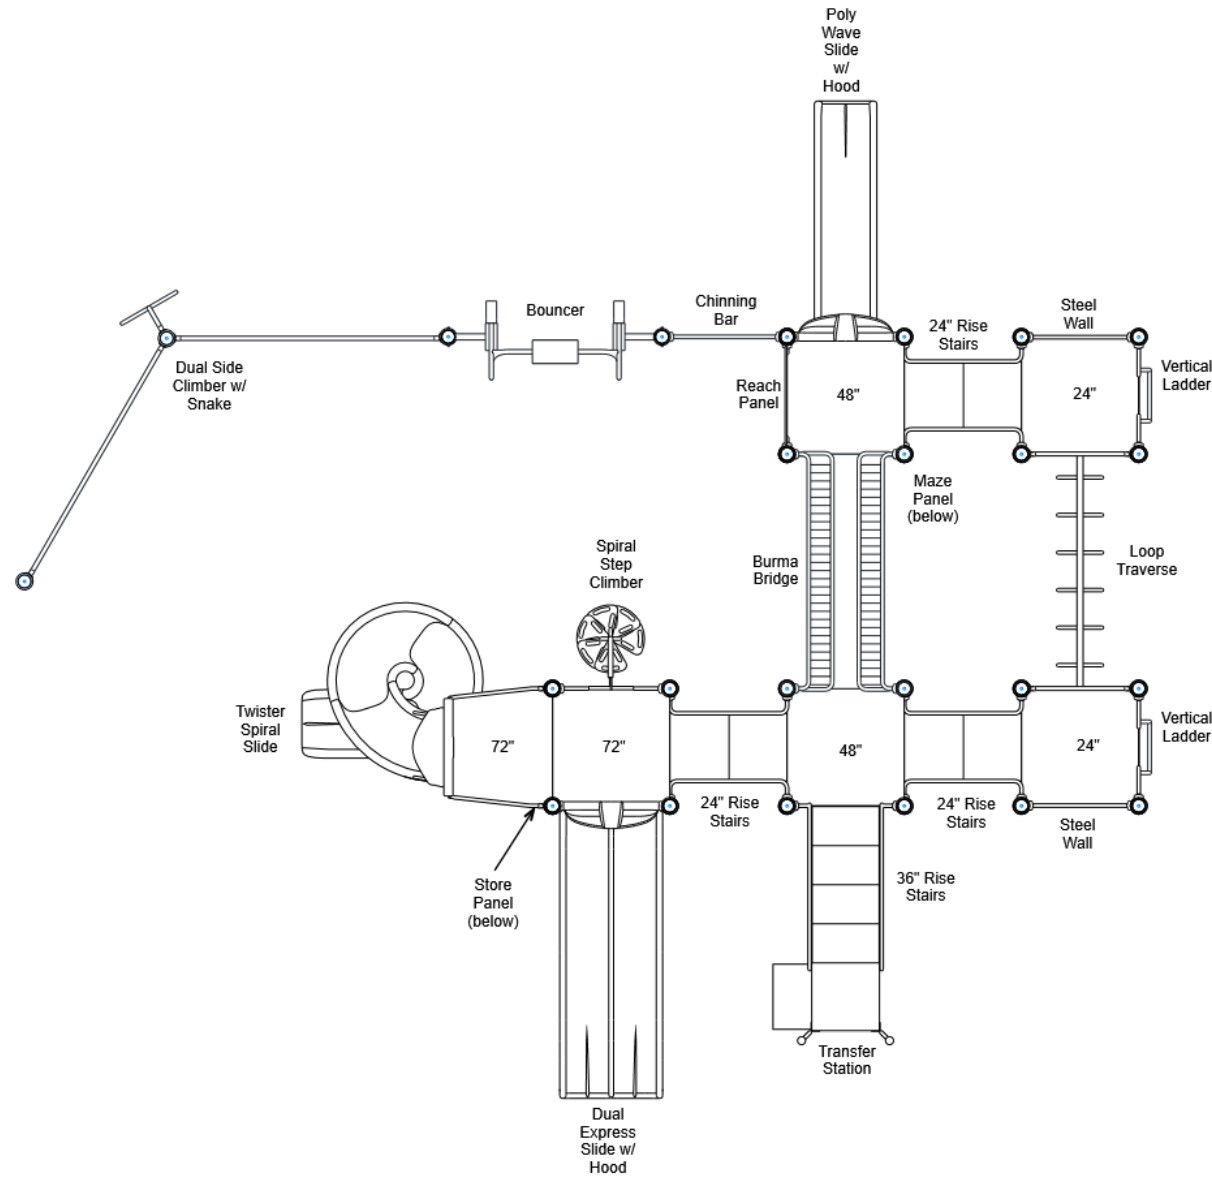 Poly
Wave
Slide
w/
Hood
Bouncer
Chinning
Bar
24" Rise
Stairs
Steel
Wall
Dual Side
Climber w/
Snake
Reach
Panel
48"
24"
Vertical
Ladder
Maze
Panel
(below)
Spiral
Step
Climber
Burma
Bridge
Loop
Traverse
Twister
Spiral
Slide
72"
72"
48"
24"
Vertical
Ladder
24" Rise
Stairs
24" Rise
Stairs
Steel
Wall
Store
Panel
(below)
36" Rise
Stairs
Transfer
Station
Dual
Express
Slide w/
Hood